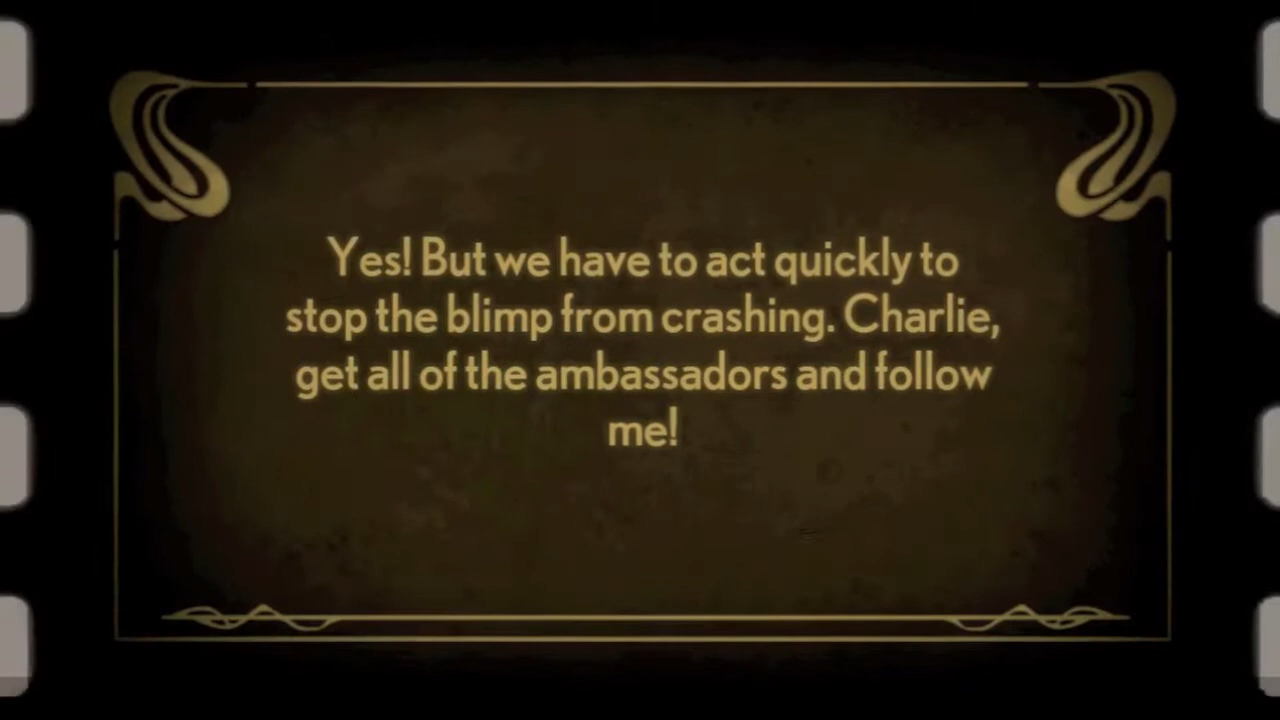 Yes! But we have to act quickly to
stop the blimp from crashing. Charlie,
get all of the ambassadors and follow
me!